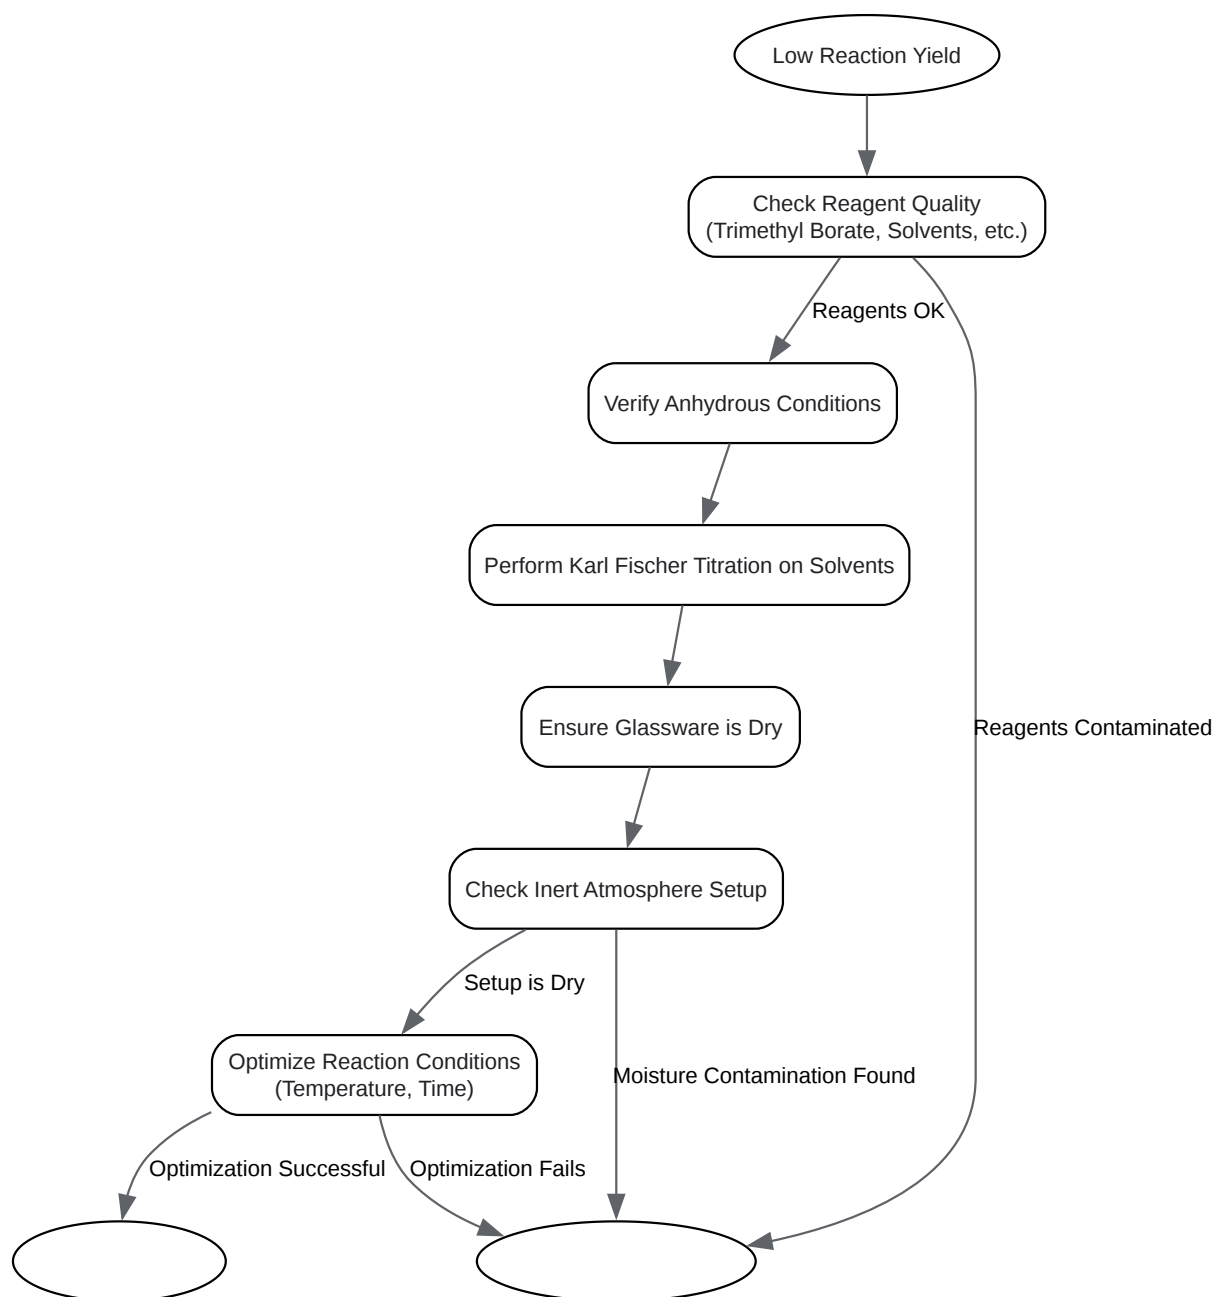 Low Reaction Yield
Check Reagent Quality
(Trimethyl Borate, Solvents, etc.)
Reagents OK
Verify Anhydrous Conditions
Perform Karl Fischer Titration on Solvents
Ensure Glassware is Dry
Reagents Contaminated
Check Inert Atmosphere Setup
Setup is Dry
Optimize Reaction Conditions
(Temperature, Time)
Moisture Contamination Found
Optimization Successful
Optimization Fails